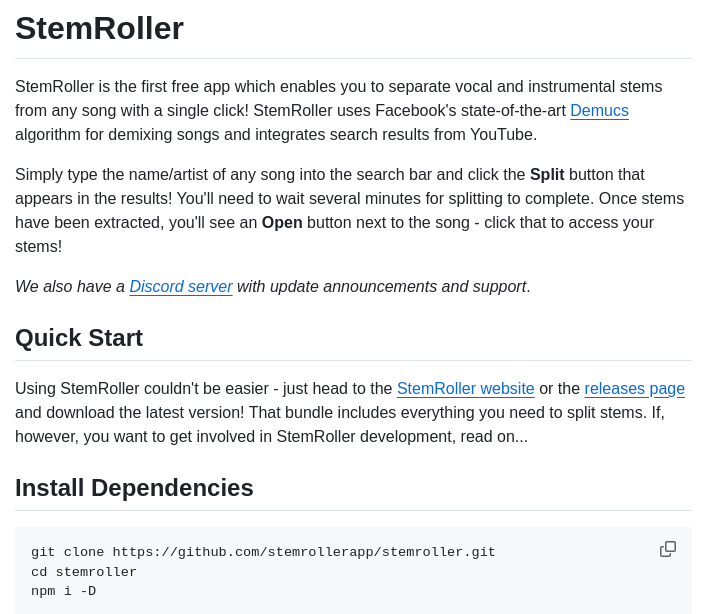 StemRoller
StemRoller is the first free app which enables you to separate vocal and instrumental stems
from any song with a single click! StemRoller uses Facebook's state-of-the-art Demucs
algorithm for demixing songs and integrates search results from YouTube.
Simply type the name/artist of any song into the search bar and click the Split button that
appears in the results! You'll need to wait several minutes for splitting to complete. Once stems
have been extracted, you'll see an Open button next to the song - click that to access your
stems!
We also have a Discord server with update announcements and support.
Quick Start
Using StemRoller couldn't be easier - just head to the StemRoller website or the releases page
and download the latest version! That bundle includes everything you need to split stems. If,
however, you want to get involved in StemRoller development, read on...
Install Dependencies
git clone https://github.com/stemrollerapp/stemroller.git
cd stemroller
npm i -D